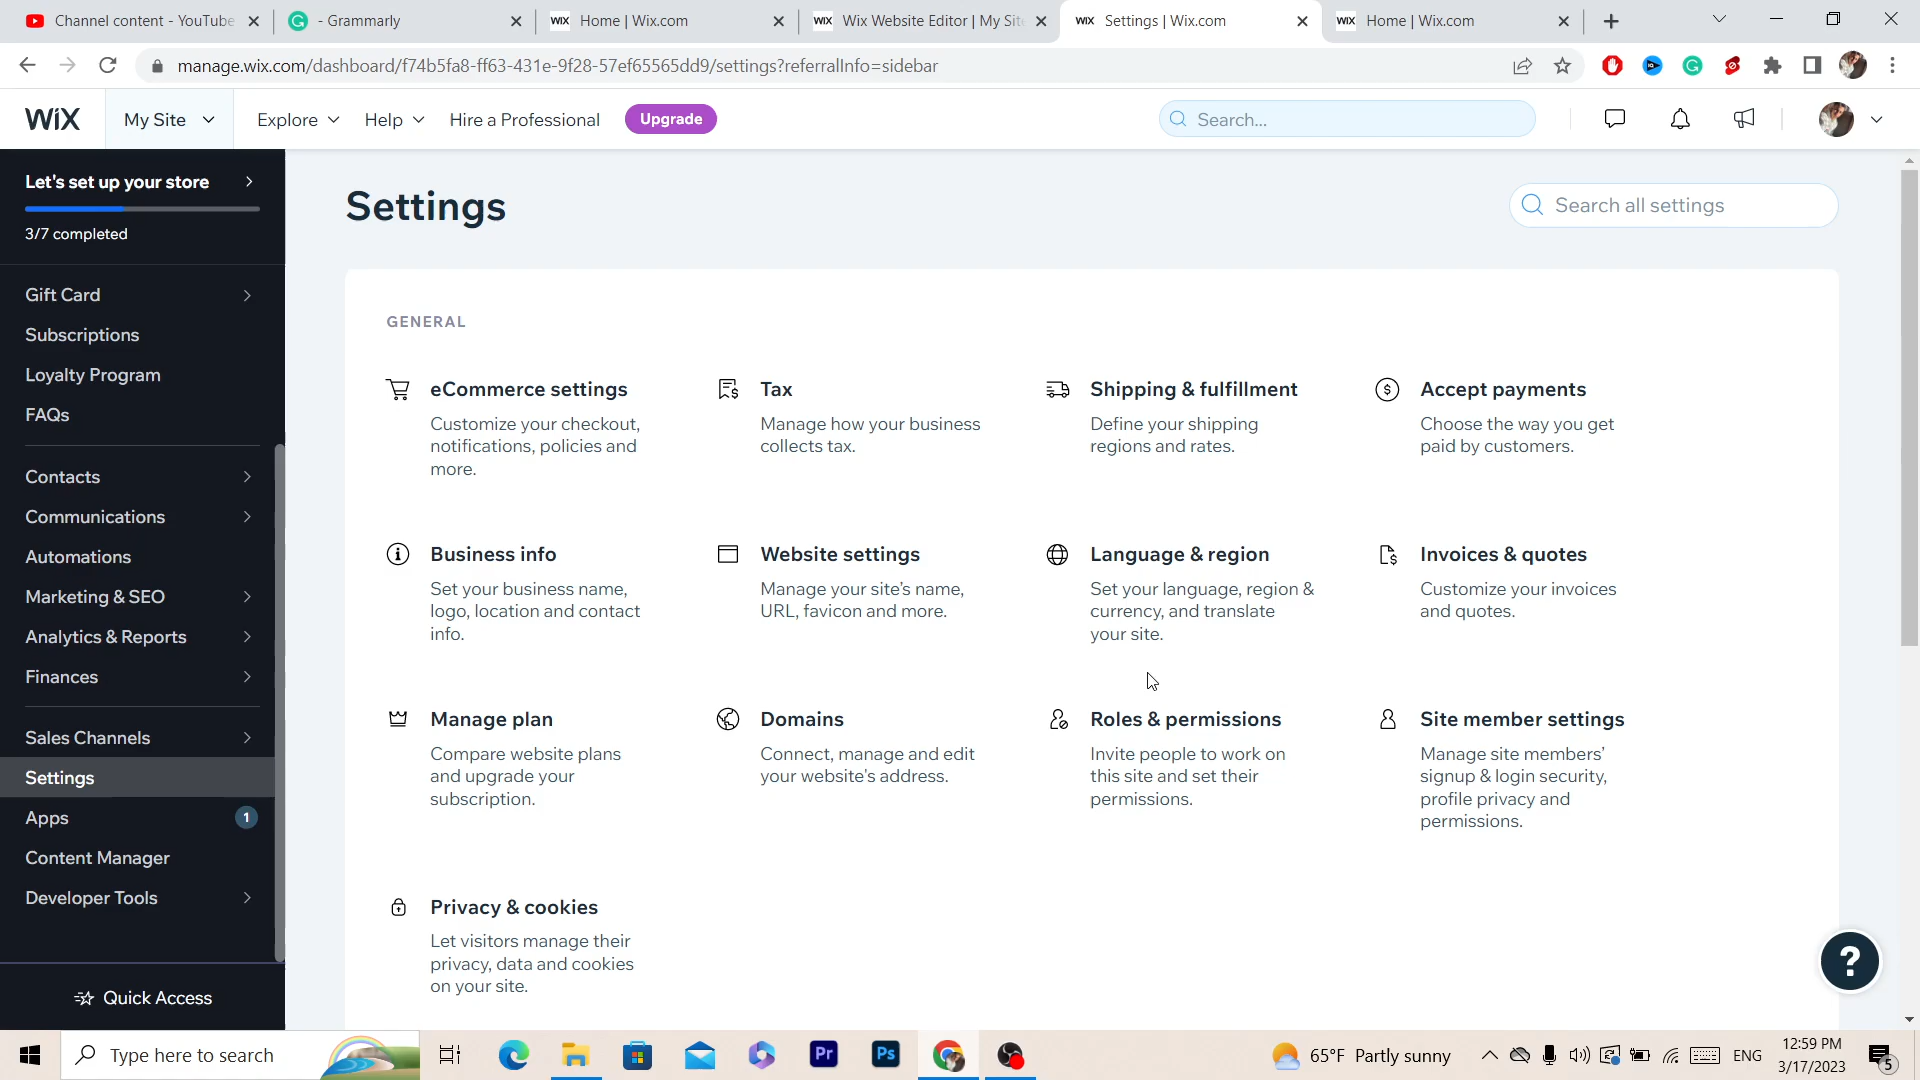 Channel content - YouTube
- Grammarly
WIX Home | Wix.com
WIX Wix Website Editor | My Site
WIX Settings | Wix.com
WIX Home | Wix.com
manage.wix.com/dashboard/f74b5fa8-ff63-431e-9f28-57ef65565dd9/settings?referralInfo=sidebar
WIX
My Site
Explore
Help
Hire a Professional
Upgrade
Search...
Let's set up your store
3/7 completed
Gift Card
Subscriptions
Loyalty Program
FAQs
Contacts
Communications
Automations
Marketing & SEO
Analytics & Reports
Finances
Sales Channels
Settings
Apps
1
Content Manager
Developer Tools
Quick Access
Settings
Search all settings
GENERAL
eCommerce settings
Customize your checkout,
notifications, policies and
more.
Tax
Manage how your business
collects tax.
Shipping & fulfillment
Define your shipping
regions and rates.
Accept payments
Choose the way you get
paid by customers.
Business info
Set your business name,
logo, location and contact
info.
Website settings
Manage your site's name,
URL, favicon and more.
Language & region
Set your language, region &
currency, and translate
your site.
Invoices & quotes
Customize your invoices
and quotes.
Manage plan
Compare website plans
and upgrade your
subscription.
Domains
Connect, manage and edit
your website's address.
Roles & permissions
Invite people to work on
this site and set their
permissions.
Site member settings
Manage site members'
signup & login security,
profile privacy and
permissions.
Privacy & cookies
Let visitors manage their
privacy, data and cookies
on your site.
?
Type here to search
Pr
Ps
65°F Partly sunny
ENG
12:59 PM
3/17/2023
5